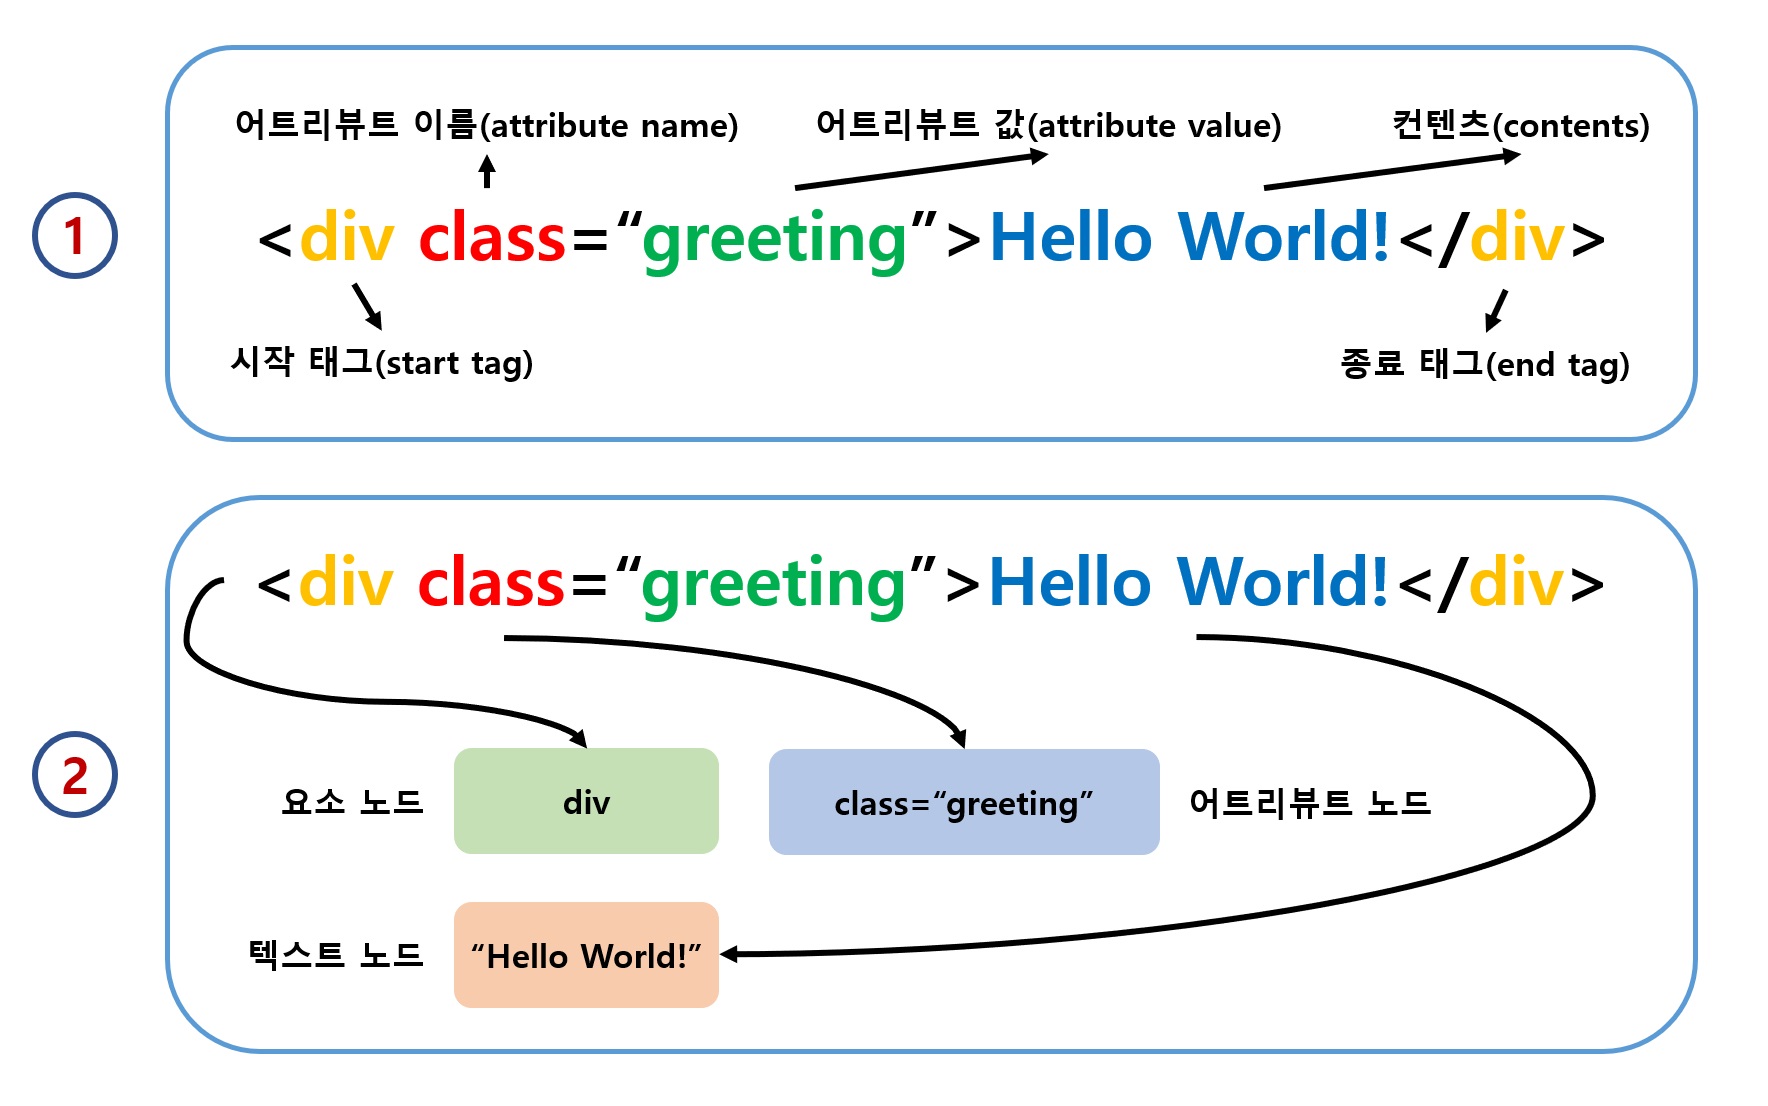 어트리뷰트 이름(attribute name) 어트리뷰트 값(attribute value) 컨텐츠(contents)
1
<div class=“greeting”>Hello World!</div>
시작 태그(start tag) 종료 태그(end tag)
<div class=“greeting”>Hello World!</div>
2
요소 노드 div class=“greeting” 어트리뷰트 노드
텍스트 노드 “Hello World!”